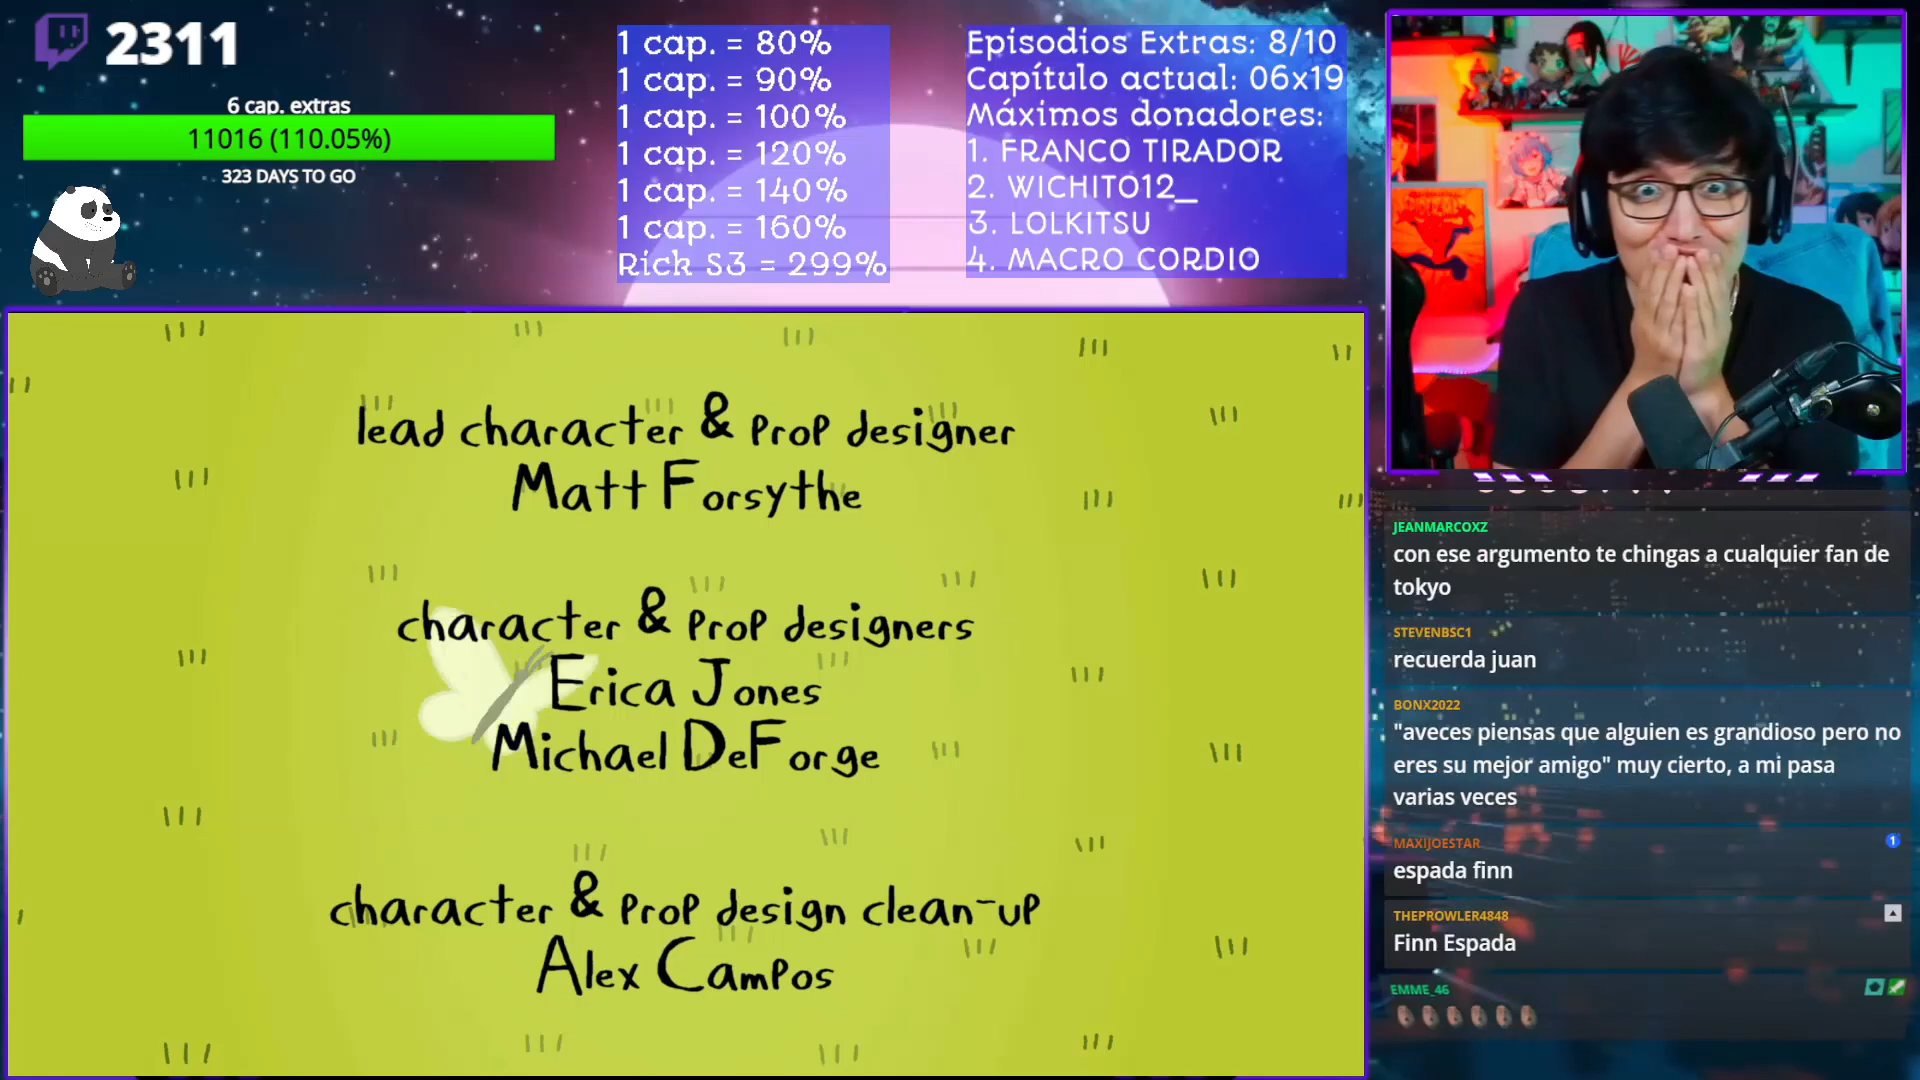 2311
6 cap. extras
11016 (110.05%)
323 DAYS TO GO
1 cap. = 80%
1 cap. = 90%
1 cap. = 100%
1 cap. = 120%
1 cap. = 140%
1 cap. = 160%
Rick S3 = 299%
Episodios Extras: 8/10
Capítulo actual: 06x19
Máximos donadores:
1. FRANCO TIRADOR
2. WICHITO12_
3. LOLKITSU
4. MACRO CORDIO
lead character & prop designer
Matt Forsythe
character & prop designers
Erica Jones
Michael DeForge
character & prop design clean-up
Alex Campos
JEANMARCOXZ
con ese argumento te chingas a cualquier fan de
tokyo
STEVENBSC1
recuerda juan
BONX2022
"aveces piensas que alguien es grandioso pero no
eres su mejor amigo" muy cierto, a mi pasa
varias veces
MAXIJOESTAR
1
espada finn
THEPROWLER4848
Finn Espada
EMME_46